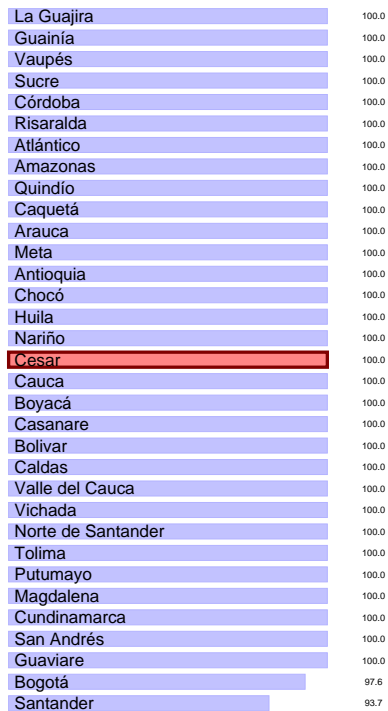 La Guajira 100.0
Guainía 100.0
Vaupés 100.0
Sucre 100.0
Córdoba 100.0
Risaralda 100.0
Atlántico 100.0
Amazonas 100.0
Quindío 100.0
Caquetá 100.0
Arauca 100.0
Meta 100.0
Antioquia 100.0
Chocó 100.0
Huila 100.0
Nariño 100.0
Cesar 100.0
Cauca 100.0
Boyacá 100.0
Casanare 100.0
Bolivar 100.0
Caldas 100.0
Valle del Cauca 100.0
Vichada 100.0
Norte de Santander 100.0
Tolima 100.0
Putumayo 100.0
Magdalena 100.0
Cundinamarca 100.0
San Andrés 100.0
Guaviare 100.0
Bogotá 97.6
Santander 93.7